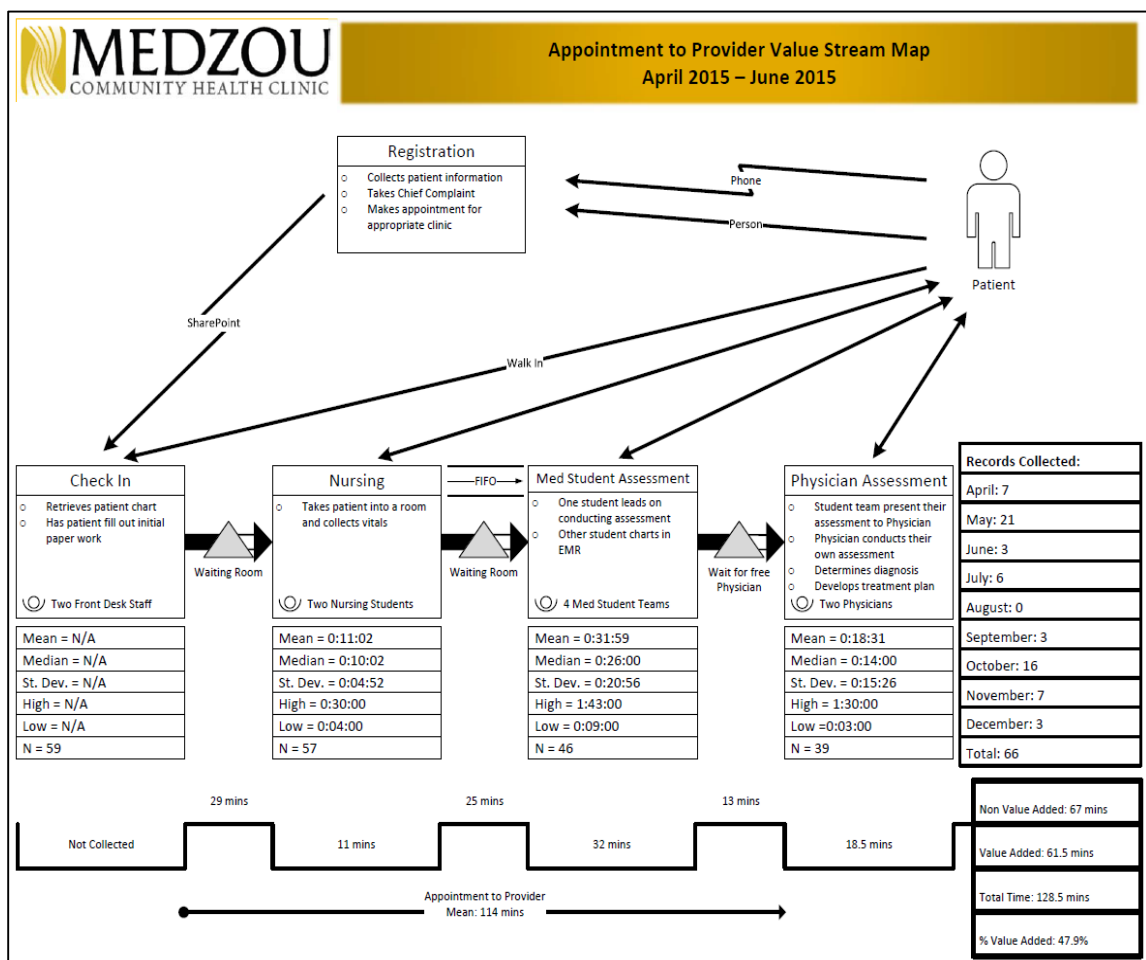 MEDZOU
COMMUNITY HEALTH CLINIC
Appointment to Provider Value Stream Map
April 2015 – June 2015
Registration
○ Collects patient information
○ Takes Chief Complaint
○ Makes appointment for
appropriate clinic
Phone
Person
Patient
SharePoint
Walk In
Check In
○ Retrieves patient chart
○ Has patient fill out initial
paper work
Two Front Desk Staff
Waiting Room
Nursing
○ Takes patient into a room
and collects vitals
Two Nursing Students
FIFO
Waiting Room
Med Student Assessment
○ One student leads on
conducting assessment
○ Other student charts in
EMR
4 Med Student Teams
Wait for free
Physician
Physician Assessment
○ Student team present their
assessment to Physician
○ Physician conducts their
own assessment
○ Determines diagnosis
○ Develops treatment plan
Two Physicians
Records Collected:
April: 7
May: 21
June: 3
July: 6
August: 0
September: 3
October: 16
November: 7
December: 3
Total: 66
Mean = N/A
Median = N/A
St. Dev. = N/A
High = N/A
Low = N/A
N = 59
Mean = 0:11:02
Median = 0:10:02
St. Dev. = 0:04:52
High = 0:30:00
Low = 0:04:00
N = 57
Mean = 0:31:59
Median = 0:26:00
St. Dev. = 0:20:56
High = 1:43:00
Low = 0:09:00
N = 46
Mean = 0:18:31
Median = 0:14:00
St. Dev. = 0:15:26
High = 1:30:00
Low =0:03:00
N = 39
29 mins
25 mins
13 mins
Not Collected
11 mins
32 mins
18.5 mins
Appointment to Provider
Mean: 114 mins
Non Value Added: 67 mins
Value Added: 61.5 mins
Total Time: 128.5 mins
% Value Added: 47.9%